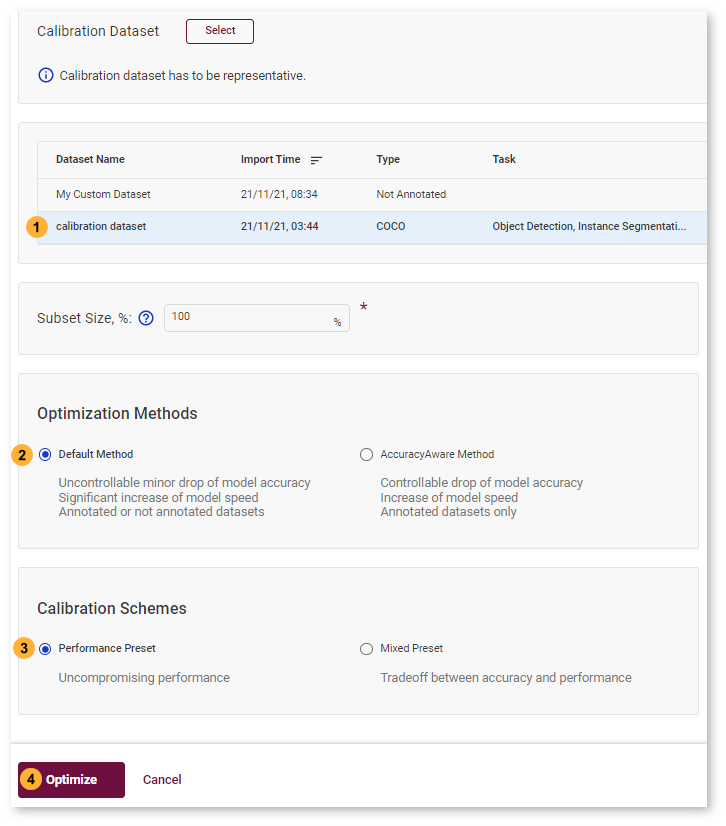 Calibration Dataset Select
Calibration dataset has to be representative.
Dataset Name Import Time Type Task
My Custom Dataset 21/11/21, 08:34 Not Annotated
1 calibration dataset 21/11/21, 03:44 COCO Object Detection, Instance Segmentati...
Subset Size, %: ? 100 % *
Optimization Methods
2 Default Method AccuracyAware Method
Uncontrollable minor drop of model accuracy Controllable drop of model accuracy
Significant increase of model speed Increase of model speed
Annotated or not annotated datasets Annotated datasets only
Calibration Schemes
3 Performance Preset Mixed Preset
Uncompromising performance Tradeoff between accuracy and performance
4 Optimize Cancel